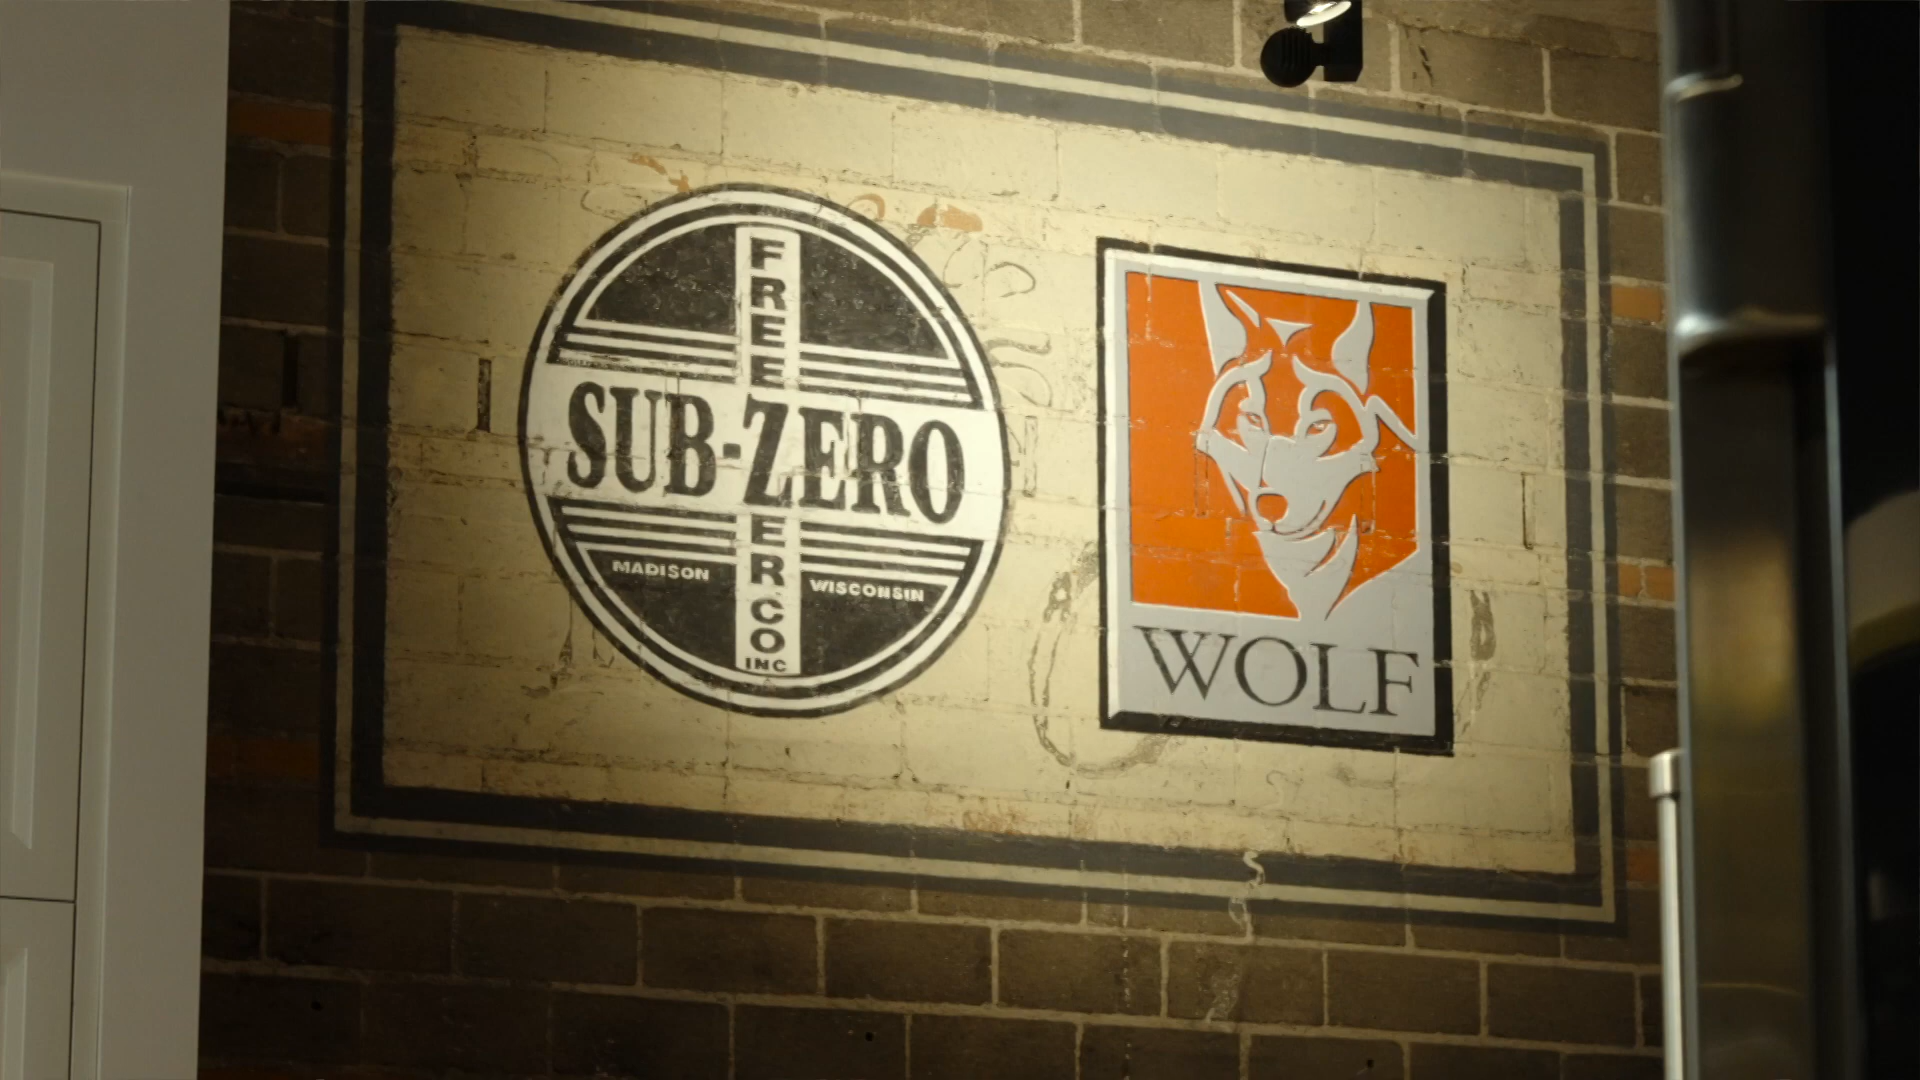 FREEZER CO
INC
SUB-ZERO
MADISON WISCONSIN
WOLF